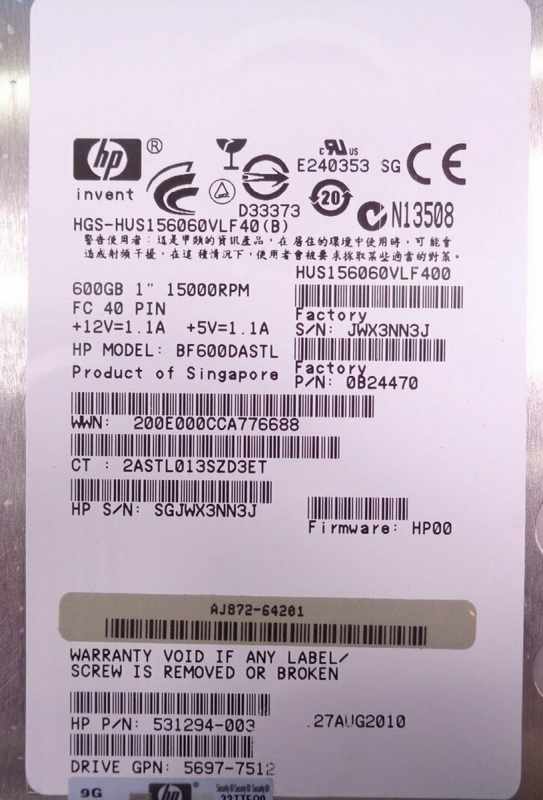 hp ®
invent
c UL US
E240353 SG CE
D33373
20
N13508
HGS-HUS156060VLF40(B)
警告使用者：這是甲類的資訊產品，在居住的環境中使用時，可能會
造成射頻干擾，在這種情況下，使用者會被要求採取某些適當的對策。
HUS156060VLF400
600GB 1" 15000RPM
FC 40 PIN
+12V=1.1A +5V=1.1A
Factory
S/N: JWX3NN3J
HP MODEL: BF600DASTL
Product of Singapore
Factory
P/N: 0B24470
WWN: 200E000CCA776688
CT : 2ASTL013SZD3ET
HP S/N: SGJWX3NN3J
Firmware: HP00
AJ872-64201
WARRANTY VOID IF ANY LABEL/
SCREW IS REMOVED OR BROKEN
HP P/N: 531294-003
.27AUG2010
DRIVE GPN: 5697-7512
9G
hp